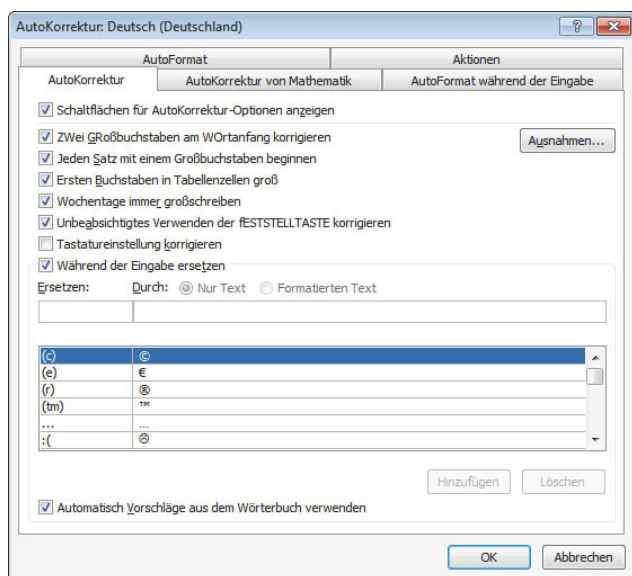 AutoKorrektur: Deutsch (Deutschland)
AutoFormat Aktionen
AutoKorrektur AutoKorrektur von Mathematik AutoFormat während der Eingabe
Schaltflächen für AutoKorrektur-Optionen anzeigen
ZWei GRoßbuchstaben am WOrtanfang korrigieren Ausnahmen...
Jeden Satz mit einem Großbuchstaben beginnen
Ersten Buchstaben in Tabellenzellen groß
Wochentage immer großschreiben
Unbeabsichtigtes Verwenden der fESTSTELLTASTE korrigieren
Tastatureinstellung korrigieren
Während der Eingabe ersetzen
Ersetzen: Durch: Nur Text Formatierten Text
(c) ©
(e) €
(r) ®
(tm) ™
... …
:( ☹
Hinzufügen Löschen
Automatisch Vorschläge aus dem Wörterbuch verwenden
OK Abbrechen